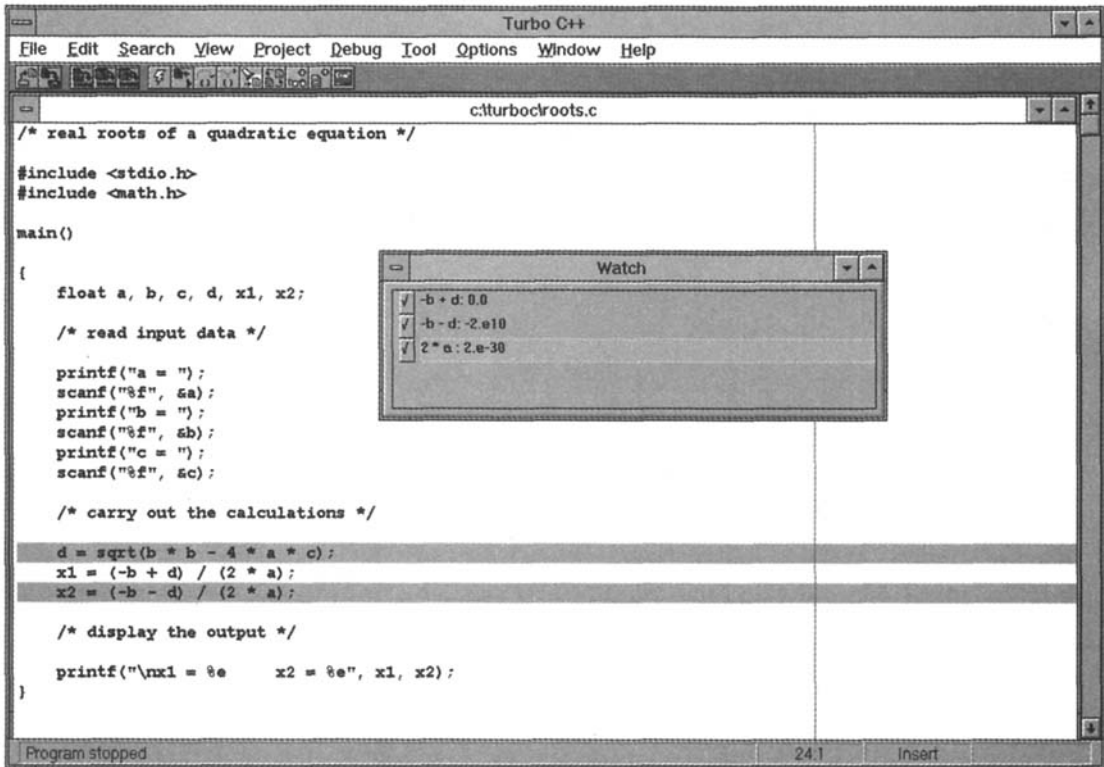 Turbo C++
File Edit Search View Project Debug Tool Options Window Help
c:\turboc\roots.c
/* real roots of a quadratic equation */
#include <stdio.h>
#include <math.h>
main()
{
float a, b, c, d, x1, x2;
/* read input data */
printf("a = ");
scanf("%f", &a);
printf("b = ");
scanf("%f", &b);
printf("c = ");
scanf("%f", &c);
/* carry out the calculations */
d = sqrt(b * b - 4 * a * c);
x1 = (-b + d) / (2 * a);
x2 = (-b - d) / (2 * a);
/* display the output */
printf("\nx1 = %e x2 = %e", x1, x2);
}
Watch
√ -b + d: 0.0
√ -b - d: -2.e10
√ 2 * a : 2.e-30
Program stopped 24:1 Insert